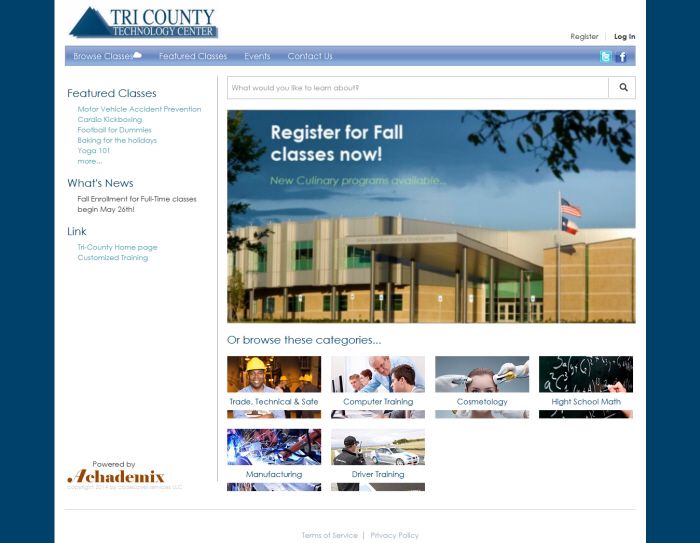 TRI COUNTY
TECHNOLOGY CENTER
Register | Log In
Browse Classes Featured Classes Events Contact Us
Featured Classes
Motor Vehicle Accident Prevention
Cardio Kickboxing
Football for Dummies
Baking for the holidays
Yoga 101
more...
What's News
Fall Enrollment for Full-Time classes
begin May 26th!
Link
Tri-County Home page
Customized Training
Powered by
Achademix
What would you like to learn about?
Register for Fall
classes now!
New Culinary programs available...
Or browse these categories...
Trade, Technical & Safe
Computer Training
Cosmetology
Hight School Math
Manufacturing
Driver Training
Terms of Service | Privacy Policy